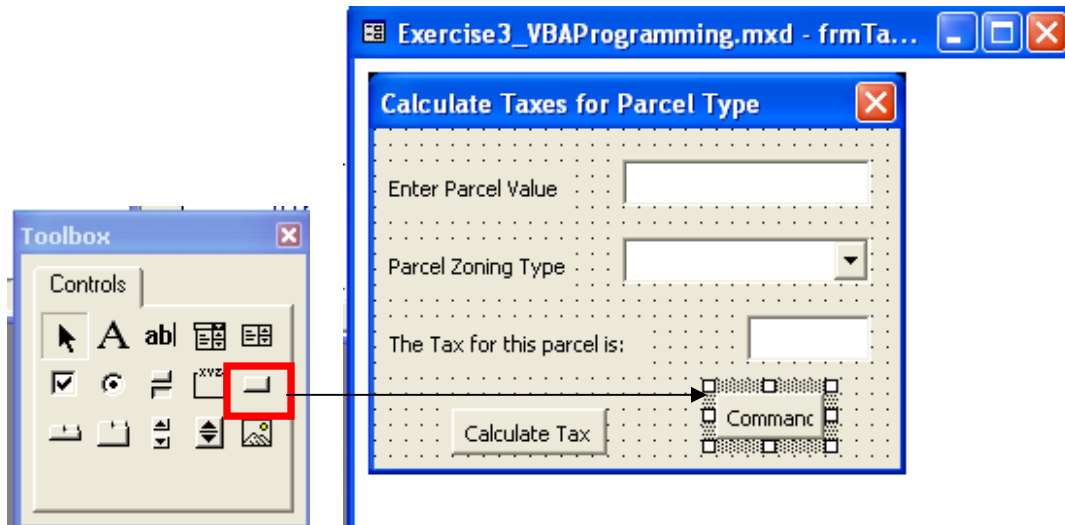 Exercise3_VBAProgramming.mxd - frmTa...
Calculate Taxes for Parcel Type
Enter Parcel Value
Parcel Zoning Type
The Tax for this parcel is:
Calculate Tax
Commanc
Toolbox
Controls
A
ab
xyz